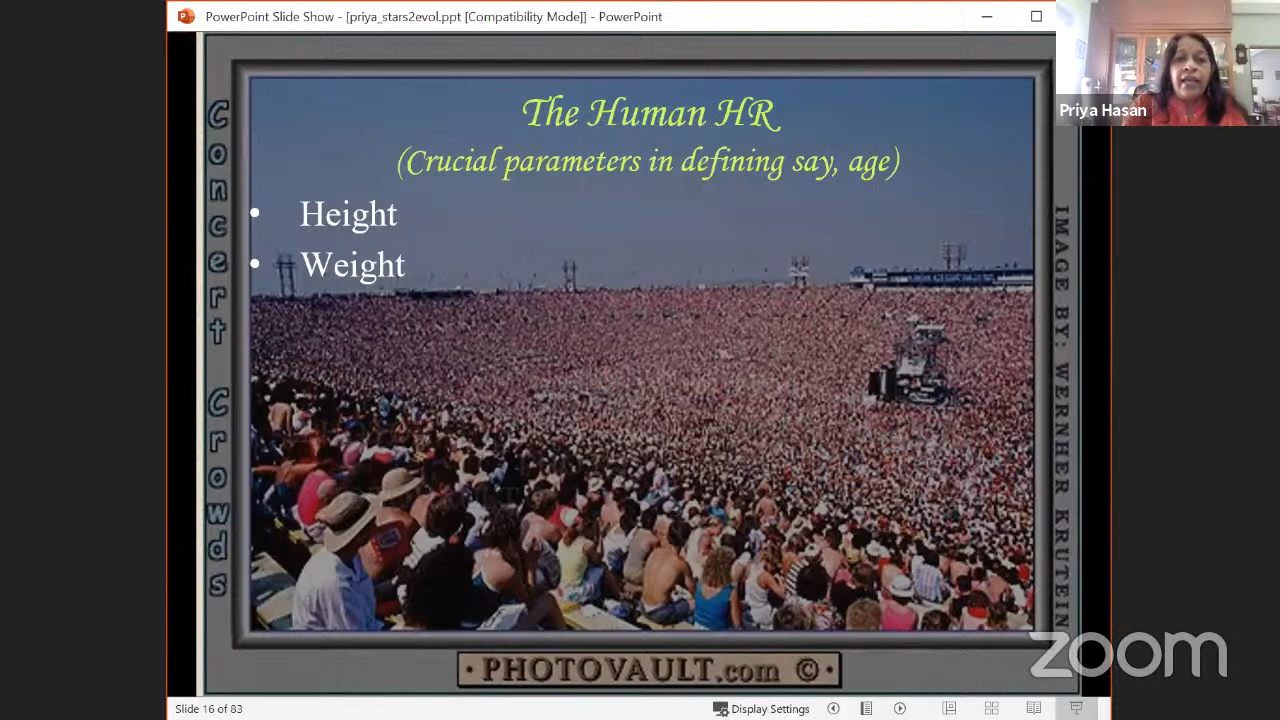 PowerPoint Slide Show - [priya_stars2evol.ppt [Compatibility Mode]] - PowerPoint
Priya Hasan
The Human HR
(Crucial parameters in defining say, age)
• Height
• Weight
Concert Crowds
IMAGE BY: WERNHER KRUTEIN
• PHOTOVAULT.com © •
zoom
Slide 16 of 83
Display Settings